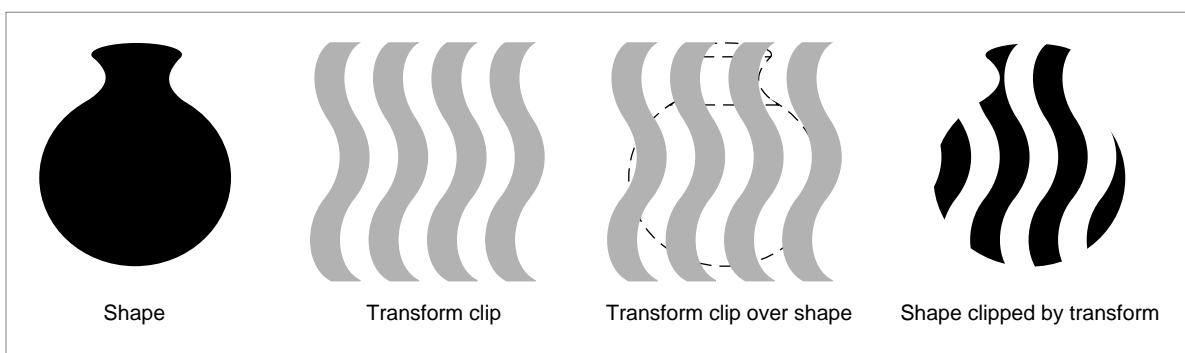 Shape
Transform clip
Transform clip over shape
Shape clipped by transform